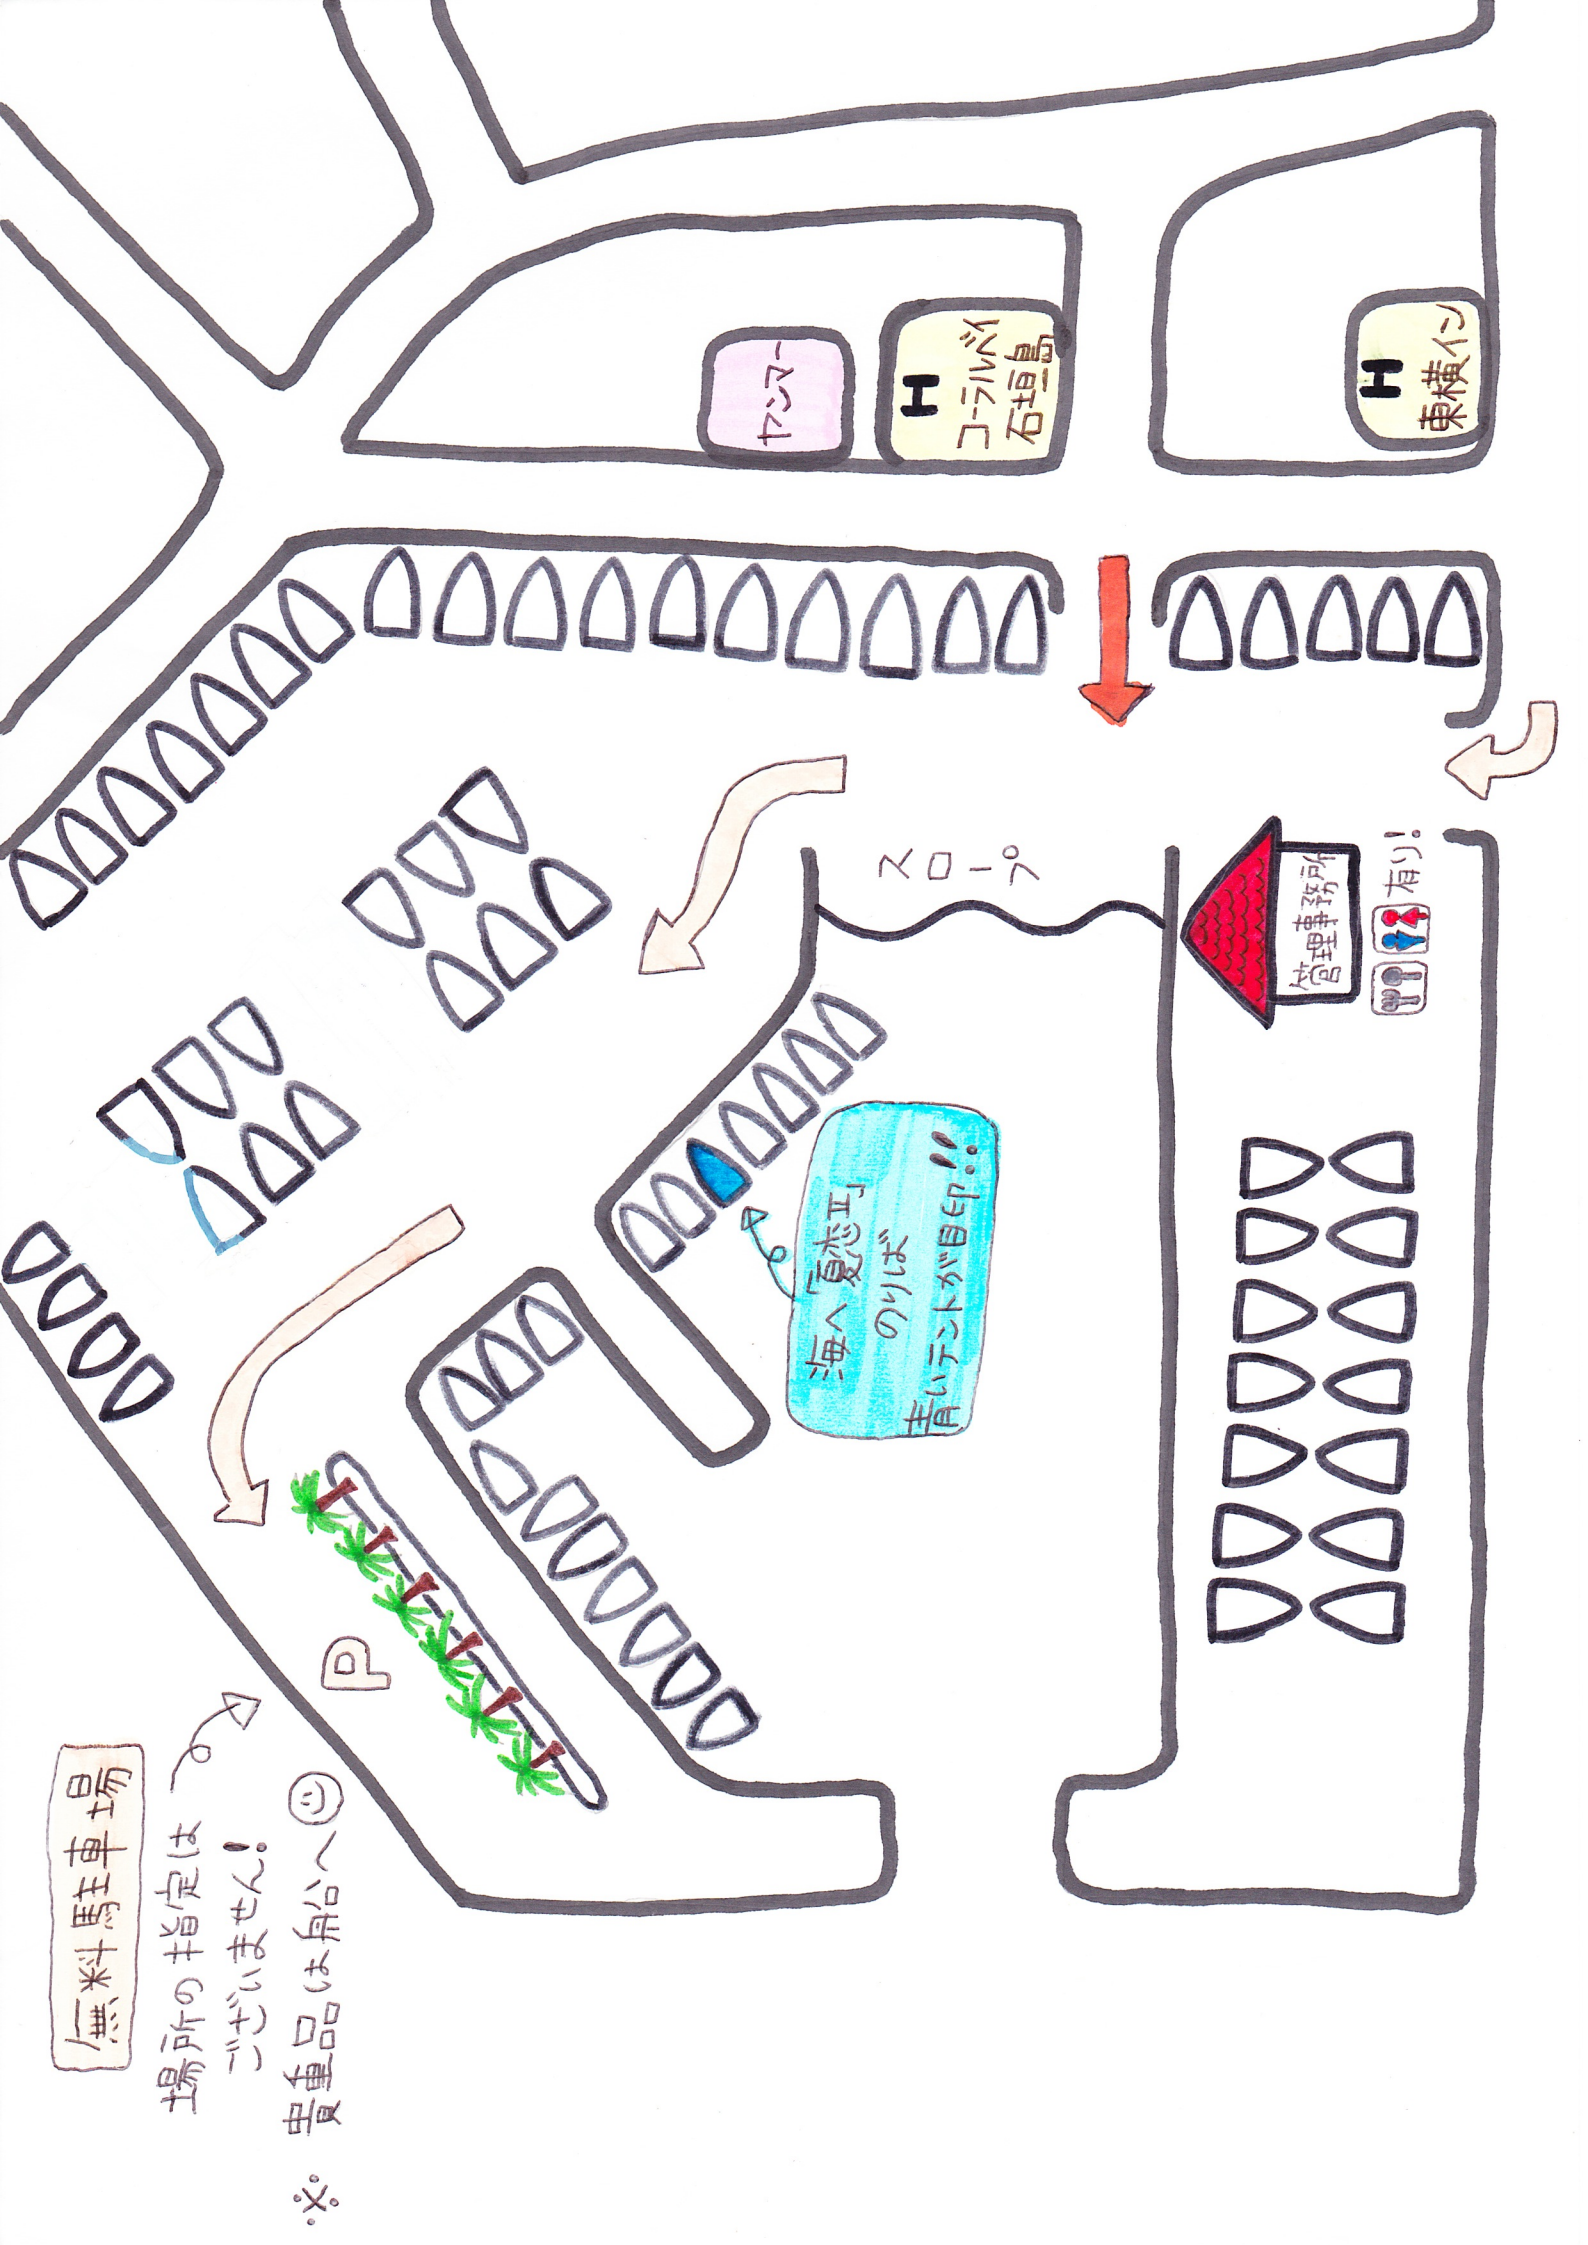 東横イン
H
コーラルベイ
石垣島
H
ヤンマー
有り!
管理事務所
スロープ
海へ「夏恋Ⅱ」
のりば
青いテントが目印!!
P
無料駐車場
場所の指定は
ございません!
※ 貴重品は船へ